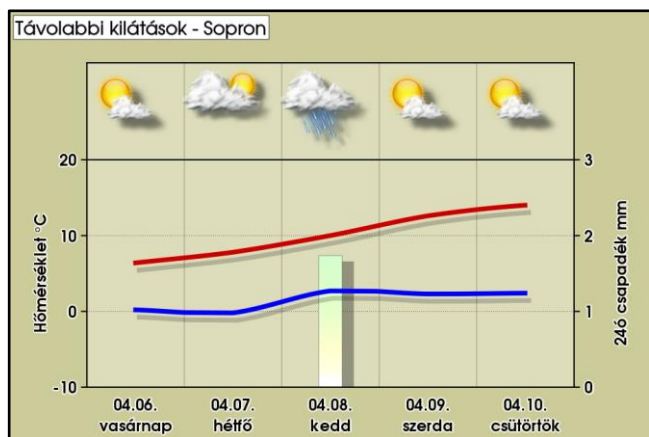 Távolabbi kilátások - Sopron
20
10
0
-10
Hőmérséklet °C
3
2
1
0
24ó csapadék mm
04.06. 04.07. 04.08. 04.09. 04.10.
vasárnap hétfő kedd szerda csütörtök